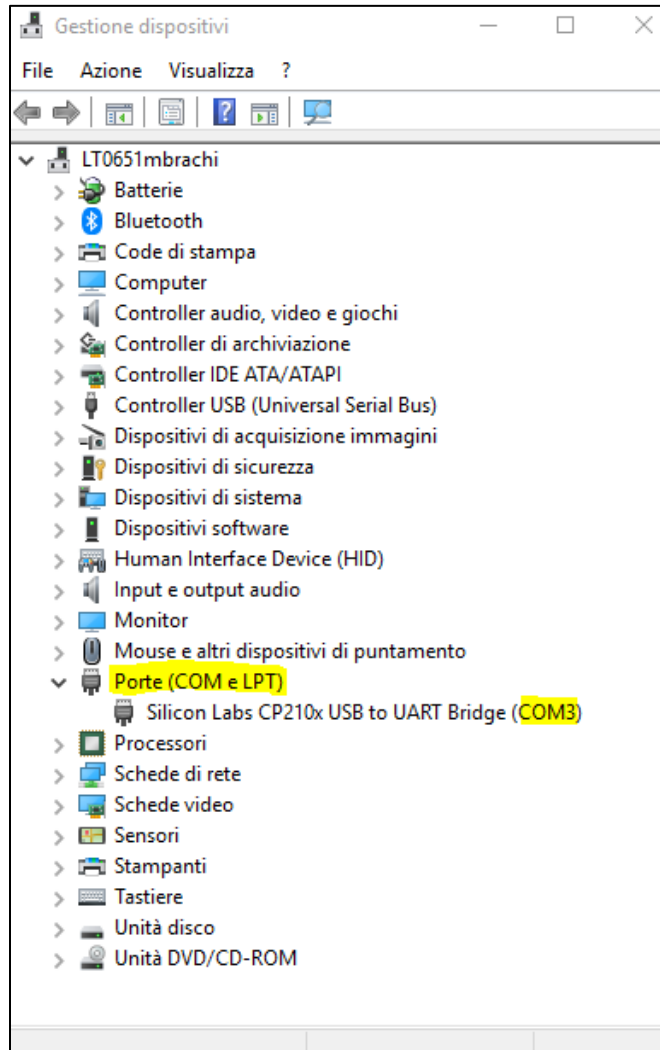 Gestione dispositivi
File Azione Visualizza ?
LT0651mbrachi
Batterie
Bluetooth
Code di stampa
Computer
Controller audio, video e giochi
Controller di archiviazione
Controller IDE ATA/ATAPI
Controller USB (Universal Serial Bus)
Dispositivi di acquisizione immagini
Dispositivi di sicurezza
Dispositivi di sistema
Dispositivi software
Human Interface Device (HID)
Input e output audio
Monitor
Mouse e altri dispositivi di puntamento
Porte (COM e LPT)
Silicon Labs CP210x USB to UART Bridge (COM3)
Processori
Schede di rete
Schede video
Sensori
Stampanti
Tastiere
Unità disco
Unità DVD/CD-ROM